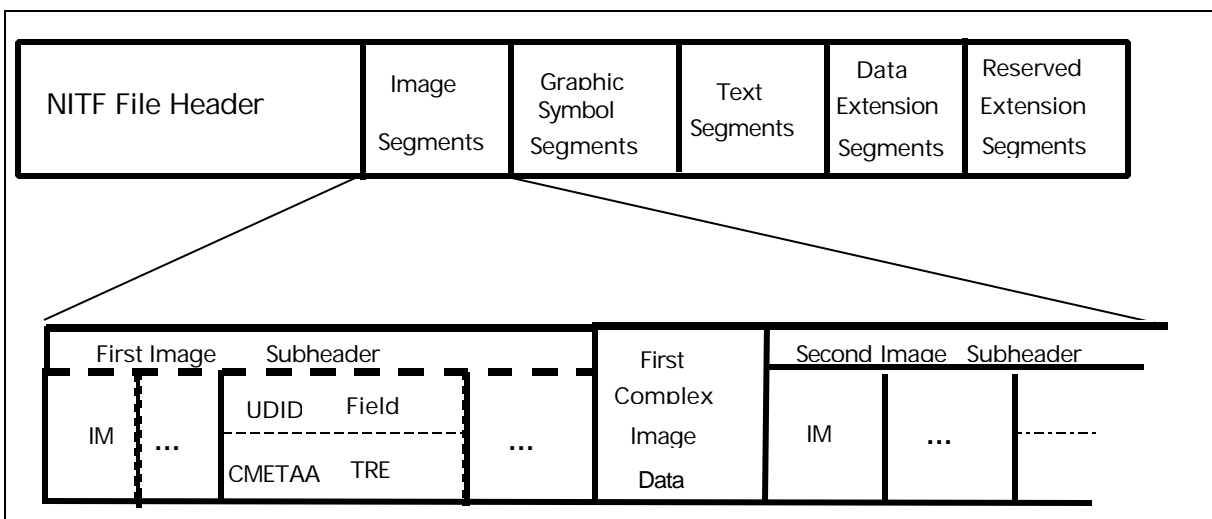 NITF File Header
Image
Segments
Graphic
Symbol
Segments
Text
Segments
Data
Extension
Segments
Reserved
Extension
Segments
First Image Subheader
IM
...
UDID Field
CMETAA TRE
...
First
Complex
Image
Data
Second Image Subheader
IM
...